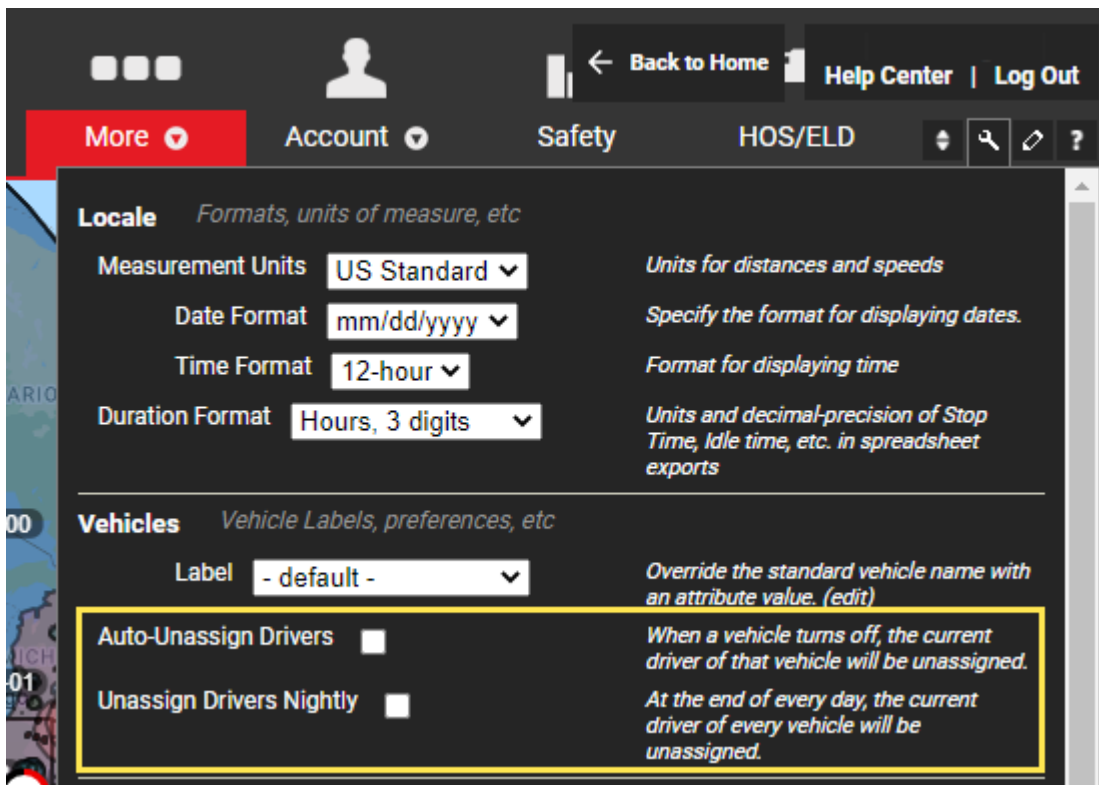 Back to Home
Help Center | Log Out
More
Account
Safety
HOS/ELD
?
Locale Formats, units of measure, etc
Measurement Units US Standard Units for distances and speeds
Date Format mm/dd/yyyy Specify the format for displaying dates.
Time Format 12-hour Format for displaying time
Duration Format Hours, 3 digits Units and decimal-precision of Stop
Time, Idle time, etc. in spreadsheet
exports
Vehicles Vehicle Labels, preferences, etc
Label - default - Override the standard vehicle name with
an attribute value. (edit)
Auto-Unassign Drivers When a vehicle turns off, the current
driver of that vehicle will be unassigned.
Unassign Drivers Nightly At the end of every day, the current
driver of every vehicle will be
unassigned.
ARIO
00
ICH
-01